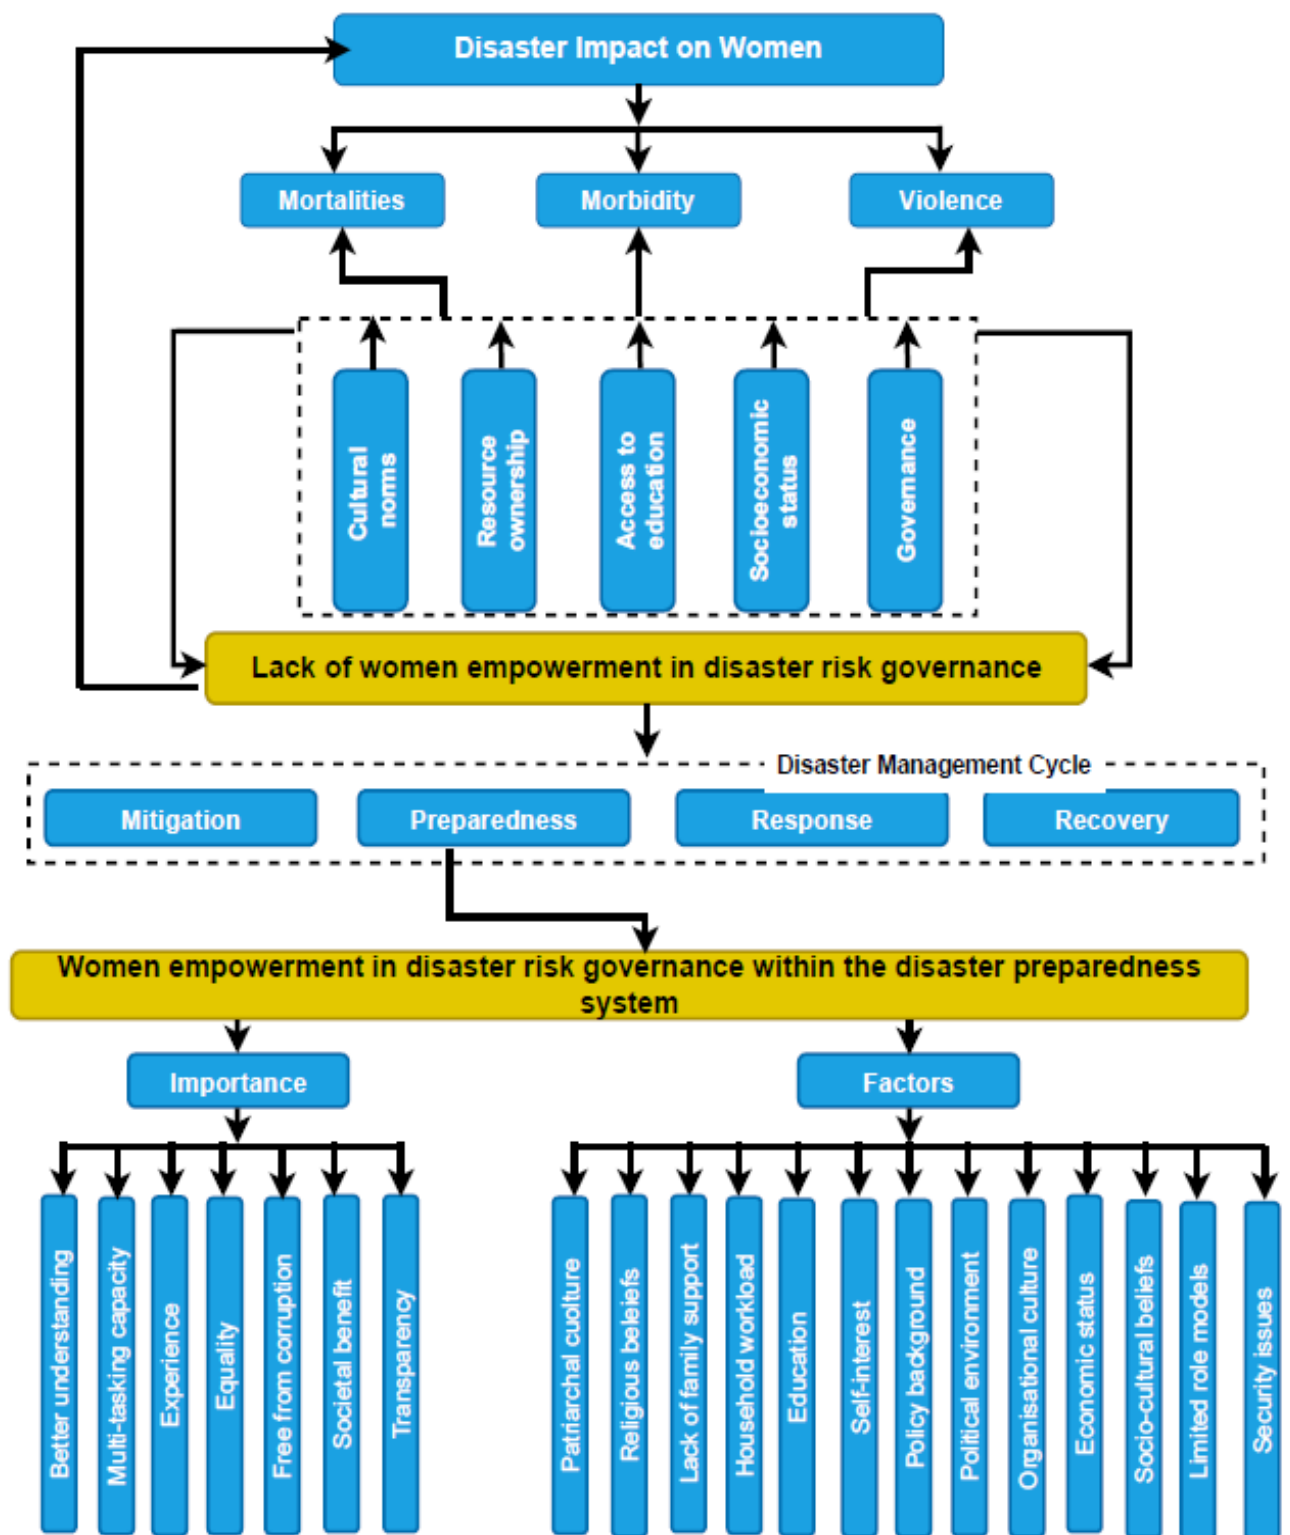 Disaster Impact on Women
Mortalities
Morbidity
Violence
Cultural
norms
Resource
ownership
Access to
education
Socioeconomic
status
Governance
Lack of women empowerment in disaster risk governance
Disaster Management Cycle
Mitigation
Preparedness
Response
Recovery
Women empowerment in disaster risk governance within the disaster preparedness
system
Importance
Factors
Better understanding
Multi-tasking capacity
Experience
Equality
Free from corruption
Societal benefit
Transparency
Patriarchal cuolture
Religious beleiefs
Lack of family support
Household workload
Education
Self-interest
Policy background
Political environment
Organisational culture
Economic status
Socio-cultural beliefs
Limited role models
Security issues